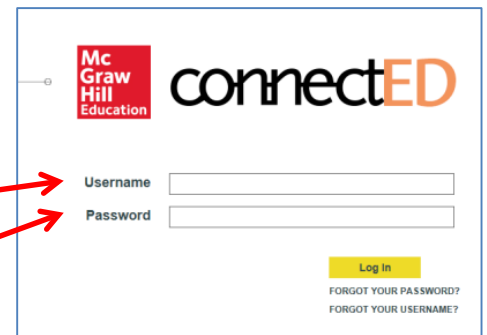 Mc
Graw
Hill
Education
connectED
Username
Password
Log In
FORGOT YOUR PASSWORD?
FORGOT YOUR USERNAME?